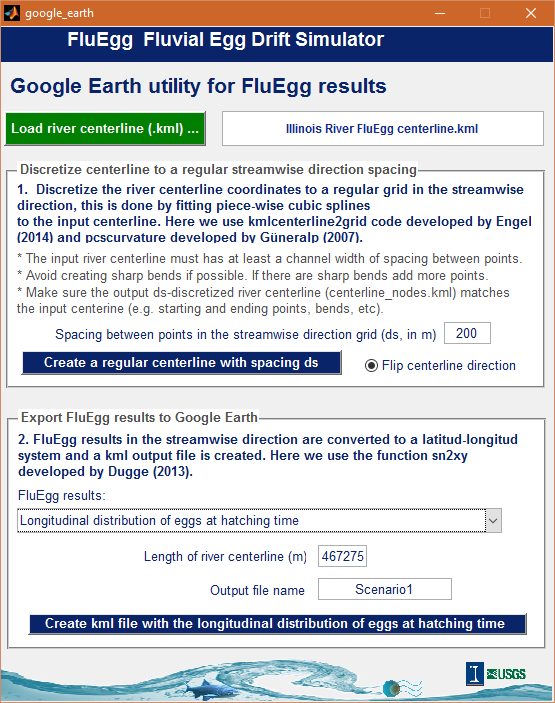 google_earth
FluEgg Fluvial Egg Drift Simulator
Google Earth utility for FluEgg results
Load river centerline (.kml) ...
Illinois River FluEgg centerline.kml
Discretize centerline to a regular streamwise direction spacing
1. Discretize the river centerline coordinates to a regular grid in the streamwise
direction, this is done by fitting piece-wise cubic splines
to the input centerline. Here we use kmlcenterline2grid code developed by Engel
(2014) and pcscurvature developed by Güneralp (2007).
* The input river centerline must has at least a channel width of spacing between points.
* Avoid creating sharp bends if possible. If there are sharp bends add more points.
* Make sure the output ds-discretized river centerline (centerline_nodes.kml) matches
the input centerine (e.g. starting and ending points, bends, etc).
Spacing between points in the streamwise direction grid (ds, in m)
200
Create a regular centerline with spacing ds
Flip centerline direction
Export FluEgg results to Google Earth
2. FluEgg results in the streamwise direction are converted to a latitud-longitud
system and a kml output file is created. Here we use the function sn2xy
developed by Dugge (2013).
FluEgg results:
Longitudinal distribution of eggs at hatching time
Length of river centerline (m)
467275
Output file name
Scenario1
Create kml file with the longitudinal distribution of eggs at hatching time
I
USGS